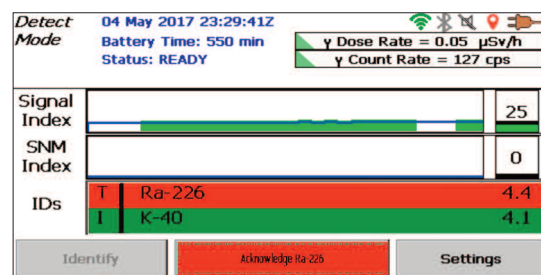 Detect Mode
04 May 2017 23:29:41Z
Battery Time: 550 min
Status: READY
γ Dose Rate = 0.05 µSv/h
γ Count Rate = 127 cps
Signal Index
25
SNM Index
0
IDs
T Ra-226 4.4
I K-40 4.1
Identify
Acknowledge Ra-226
Settings